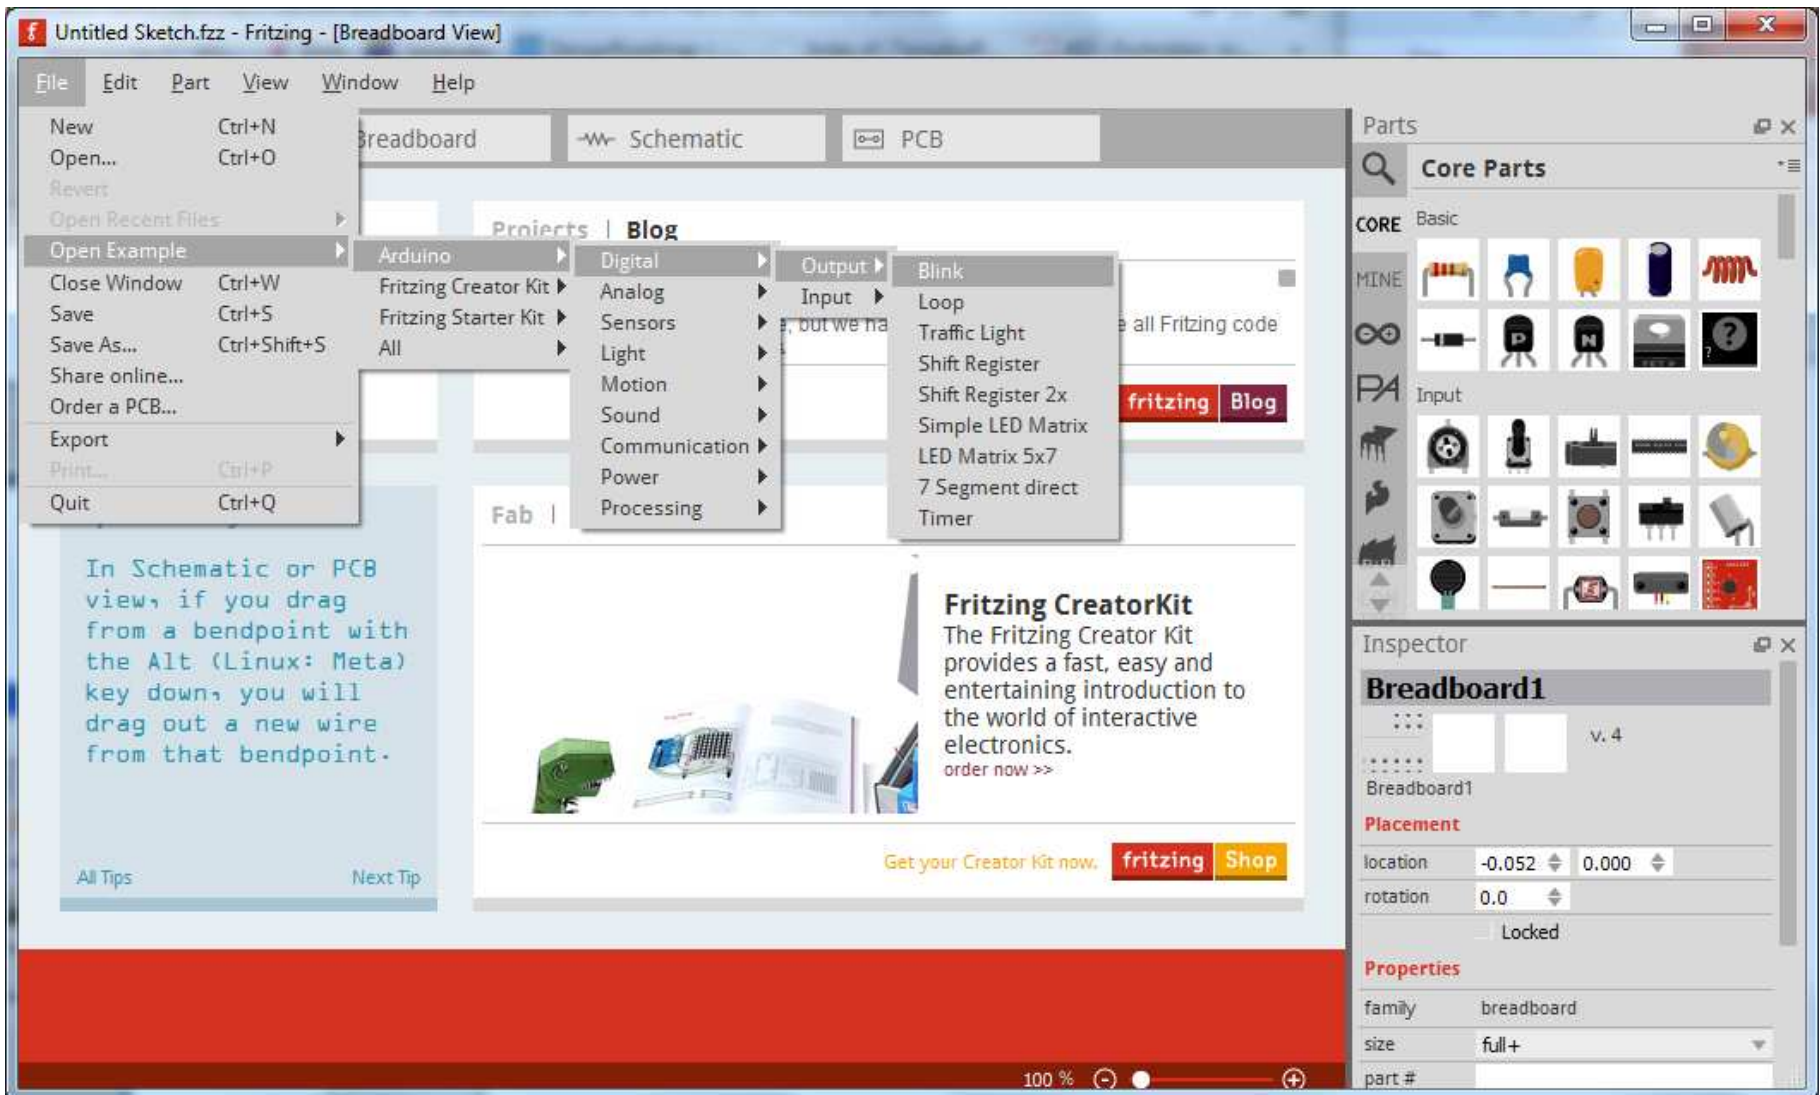 Untitled Sketch.fzz - Fritzing - [Breadboard View]
File Edit Part View Window Help
New Ctrl+N
Open... Ctrl+O
Revert
Open Recent Files
Open Example
Close Window Ctrl+W
Save Ctrl+S
Save As... Ctrl+Shift+S
Share online...
Order a PCB...
Export
Print... Ctrl+P
Quit Ctrl+Q
Arduino
Fritzing Creator Kit
Fritzing Starter Kit
All
Digital
Analog
Sensors
Light
Motion
Sound
Communication
Power
Processing
Output
Input
Blink
Loop
Traffic Light
Shift Register
Shift Register 2x
Simple LED Matrix
LED Matrix 5x7
7 Segment direct
Timer
Breadboard
Schematic
PCB
Projects | Blog
, but we ha
all Fritzing code
fritzing Blog
In Schematic or PCB
view, if you drag
from a bendpoint with
the Alt (Linux: Meta)
key down, you will
drag out a new wire
from that bendpoint.
All Tips Next Tip
Fab |
Fritzing CreatorKit
The Fritzing Creator Kit
provides a fast, easy and
entertaining introduction to
the world of interactive
electronics.
order now >>
Get your Creator Kit now. fritzing Shop
100 %
Parts
Core Parts
CORE
MINE
PA
Basic
P
N
?
?
Input
Inspector
Breadboard1
v. 4
Breadboard1
Placement
location -0.052 0.000
rotation 0.0
Locked
Properties
family breadboard
size full+
part #